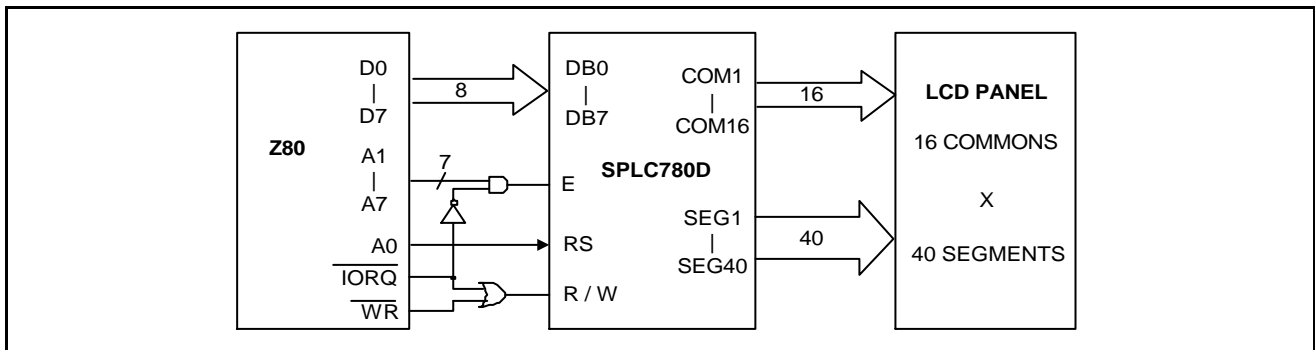 Z80
D0
|
D7
A1
|
A7
A0
IORQ
WR
8
7
SPLC780D
DB0
|
DB7
E
RS
R / W
COM1
|
COM16
SEG1
|
SEG40
16
40
LCD PANEL
16 COMMONS
X
40 SEGMENTS